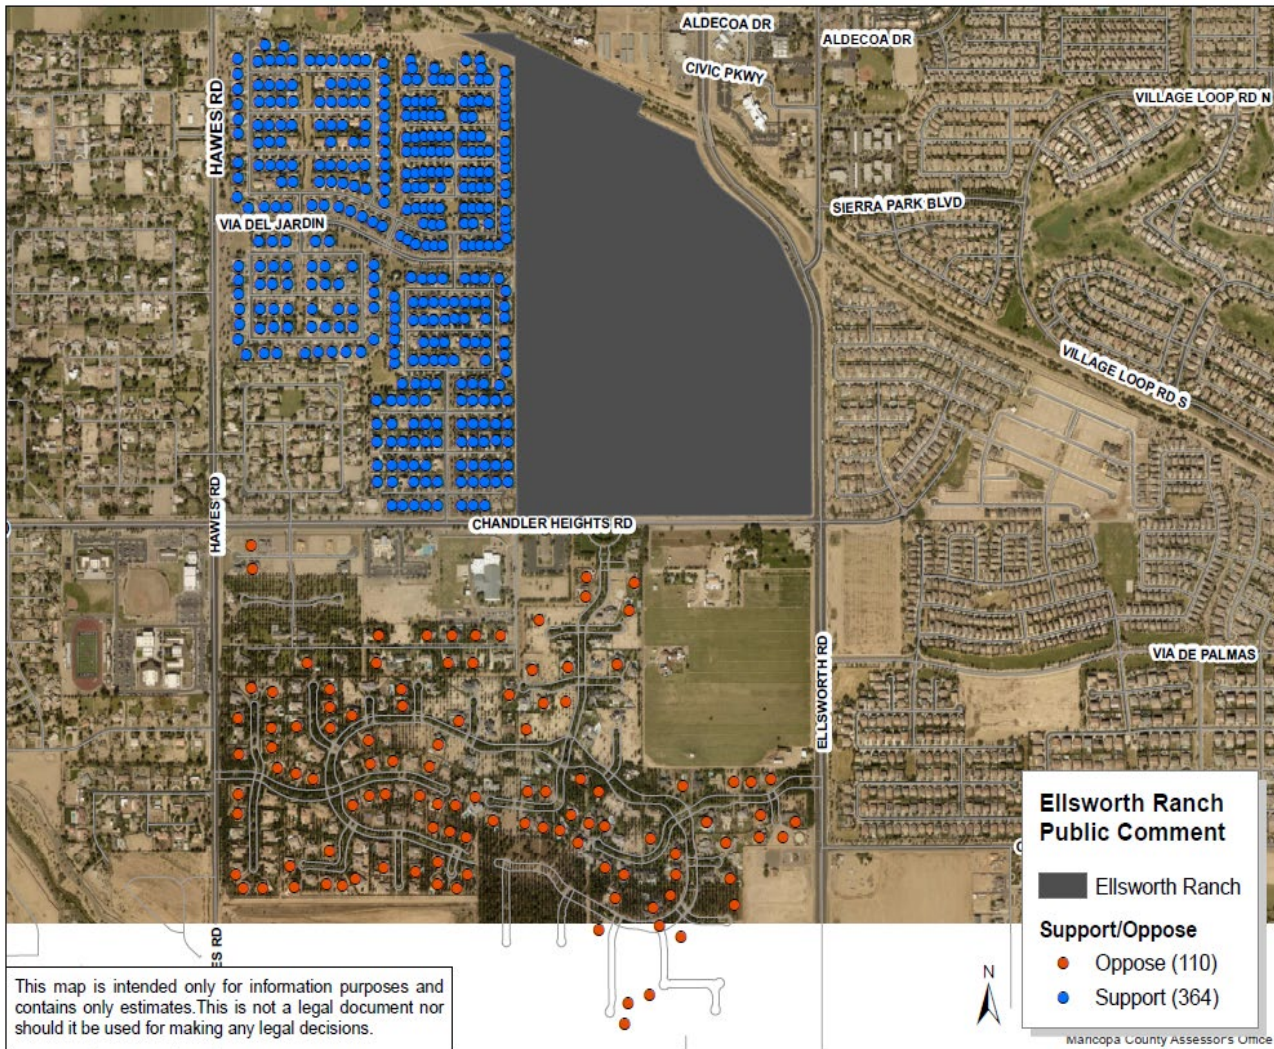 ALDECOA DR
ALDECOA DR
CIVIC PKWY
VILLAGE LOOP RD N
HAWES RD
SIERRA PARK BLVD
VIA DEL JARDIN
VILLAGE LOOP RD S
HAWES RD
CHANDLER HEIGHTS RD
ELLSWORTH RD
VIA DE PALMAS
Ellsworth Ranch
Public Comment
Ellsworth Ranch
Support/Oppose
Oppose (110)
Support (364)
ES RD
N
This map is intended only for information purposes and
contains only estimates.This is not a legal document nor
should it be used for making any legal decisions.
Maricopa County Assessor's Office